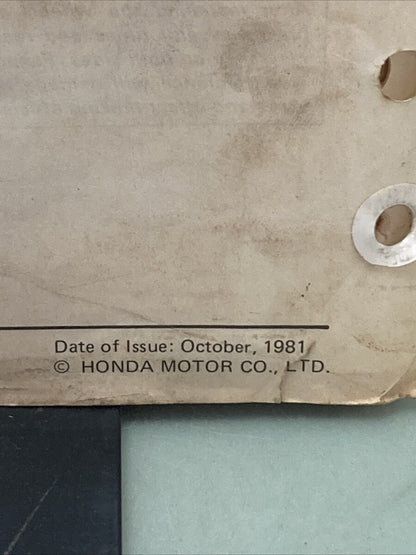 Date of Issue: October, 1981
© HONDA MOTOR CO., LTD.